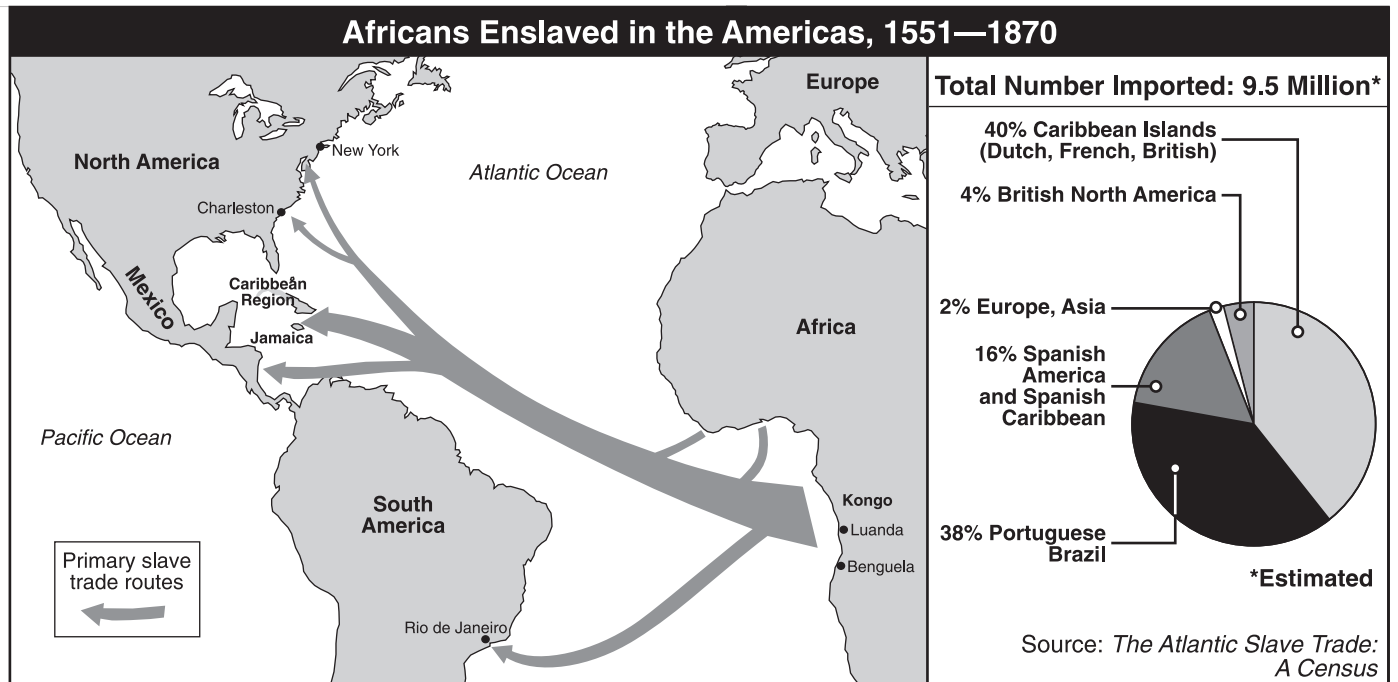 Africans Enslaved in the Americas, 1551—1870
Europe
North America
New York
Atlantic Ocean
Charleston
Mexico
Caribbean
Region
Jamaica
Africa
Pacific Ocean
South
America
Kongo
Luanda
Benguela
Rio de Janeiro
Primary slave
trade routes
Total Number Imported: 9.5 Million*
40% Caribbean Islands
(Dutch, French, British)
4% British North America
2% Europe, Asia
16% Spanish
America
and Spanish
Caribbean
38% Portuguese
Brazil
*Estimated
Source: The Atlantic Slave Trade:
A Census